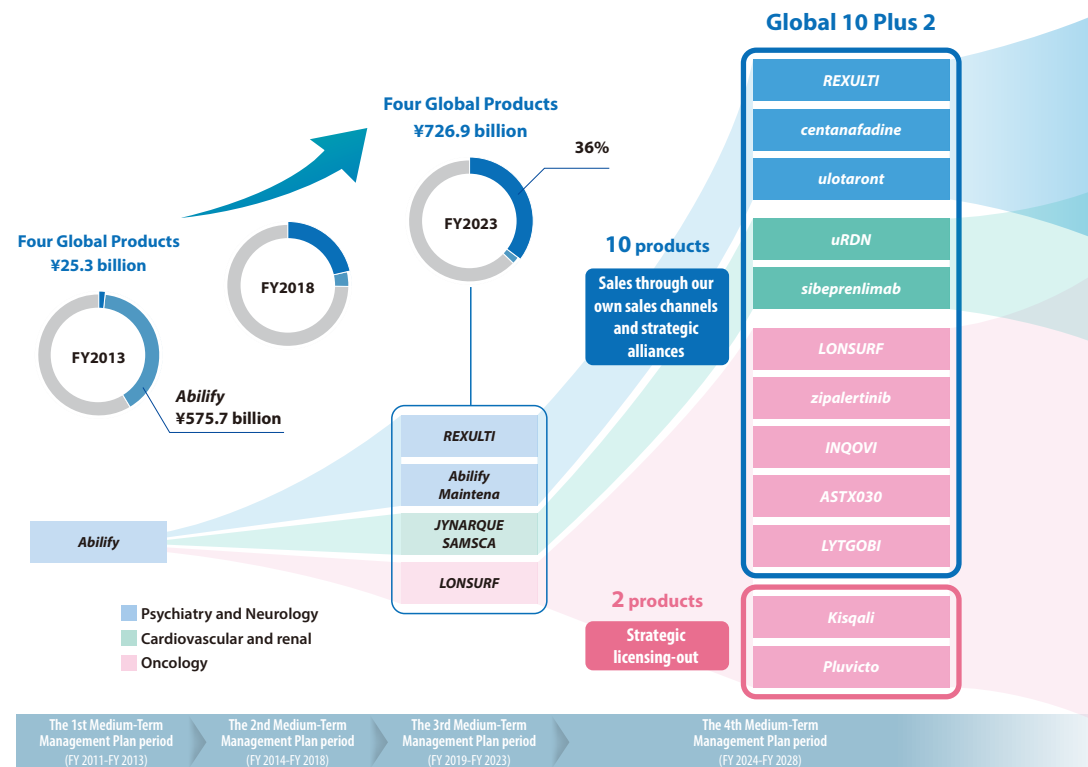 Global 10 Plus 2
REXULTI
centanafadine
ulotaront
uRDN
sibeprenlimab
LONSURF
zipalertinib
INQOVI
ASTX030
LYTGOBI
Kisqali
Pluvicto
Four Global Products
¥726.9 billion
36%
FY2023
Four Global Products
¥25.3 billion
FY2018
FY2013
Abilify
¥575.7 billion
10 products
Sales through our
own sales channels
and strategic
alliances
REXULTI
Abilify
Maintena
JYNARQUE
SAMSCA
LONSURF
Abilify
2 products
Strategic
licensing-out
Psychiatry and Neurology
Cardiovascular and renal
Oncology
The 1st Medium-Term
Management Plan period
(FY 2011-FY 2013)
The 2nd Medium-Term
Management Plan period
(FY 2014-FY 2018)
The 3rd Medium-Term
Management Plan period
(FY 2019-FY 2023)
The 4th Medium-Term
Management Plan period
(FY 2024-FY 2028)